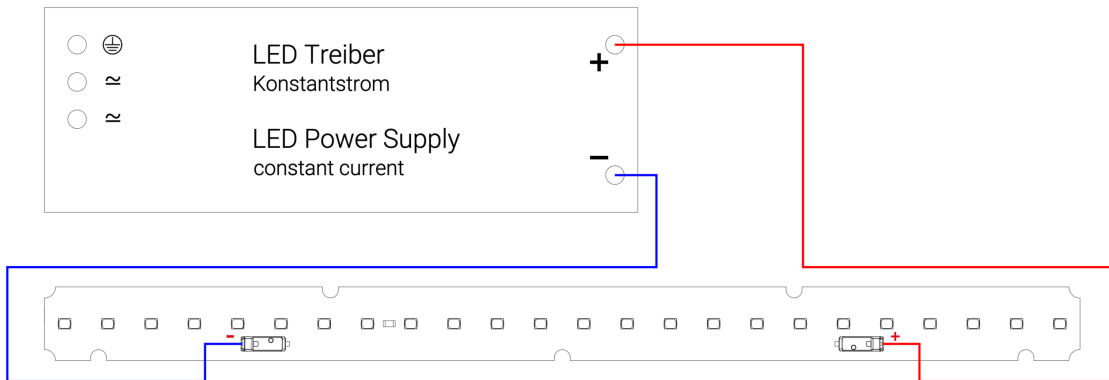 LED Treiber
Konstantstrom
+
≃
≃
LED Power Supply
−
constant current
-
+